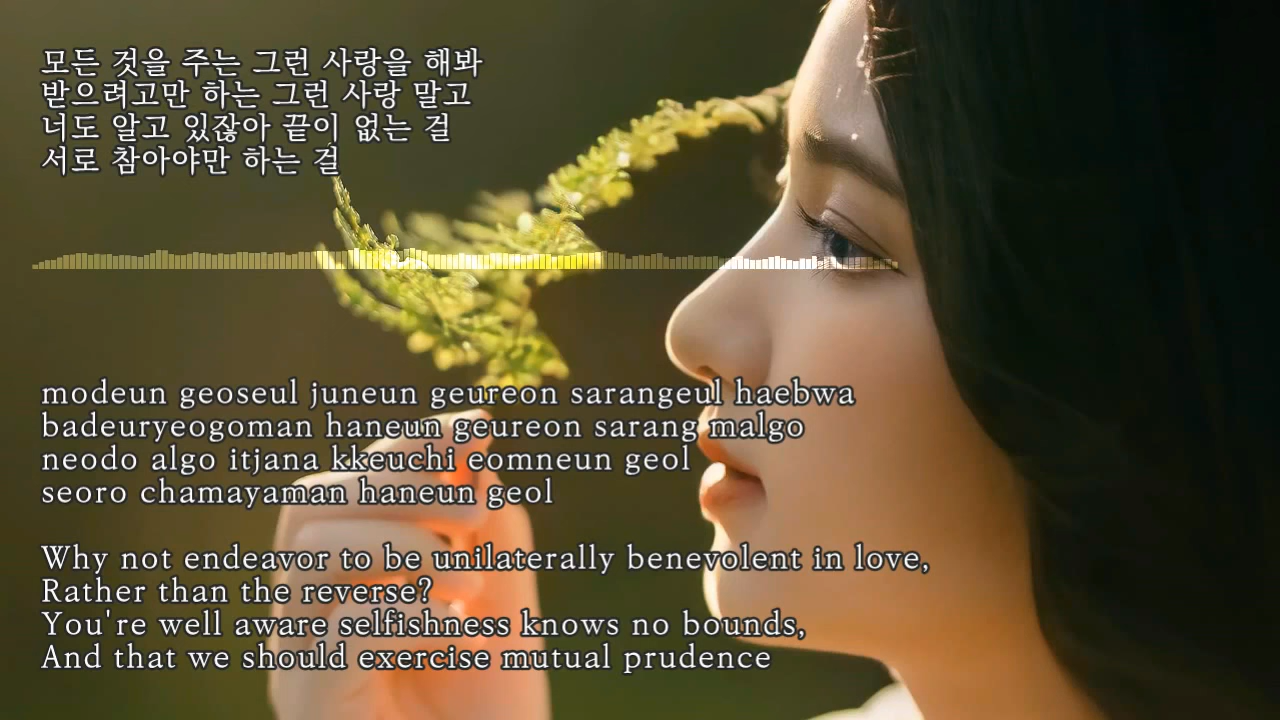 모든 것을 주는 그런 사랑을 해봐
받으려고만 하는 그런 사랑 말고
너도 알고 있잖아 끝이 없는 걸
서로 참아야만 하는 걸
modeun geoseul juneun geureon sarangeul haebwa
badeuryeogoman haneun geureon sarang malgo
neodo algo itjana kkeuchi eomneun geol
seoro chamayaman haneun geol
Why not endeavor to be unilaterally benevolent in love,
Rather than the reverse?
You're well aware selfishness knows no bounds,
And that we should exercise mutual prudence